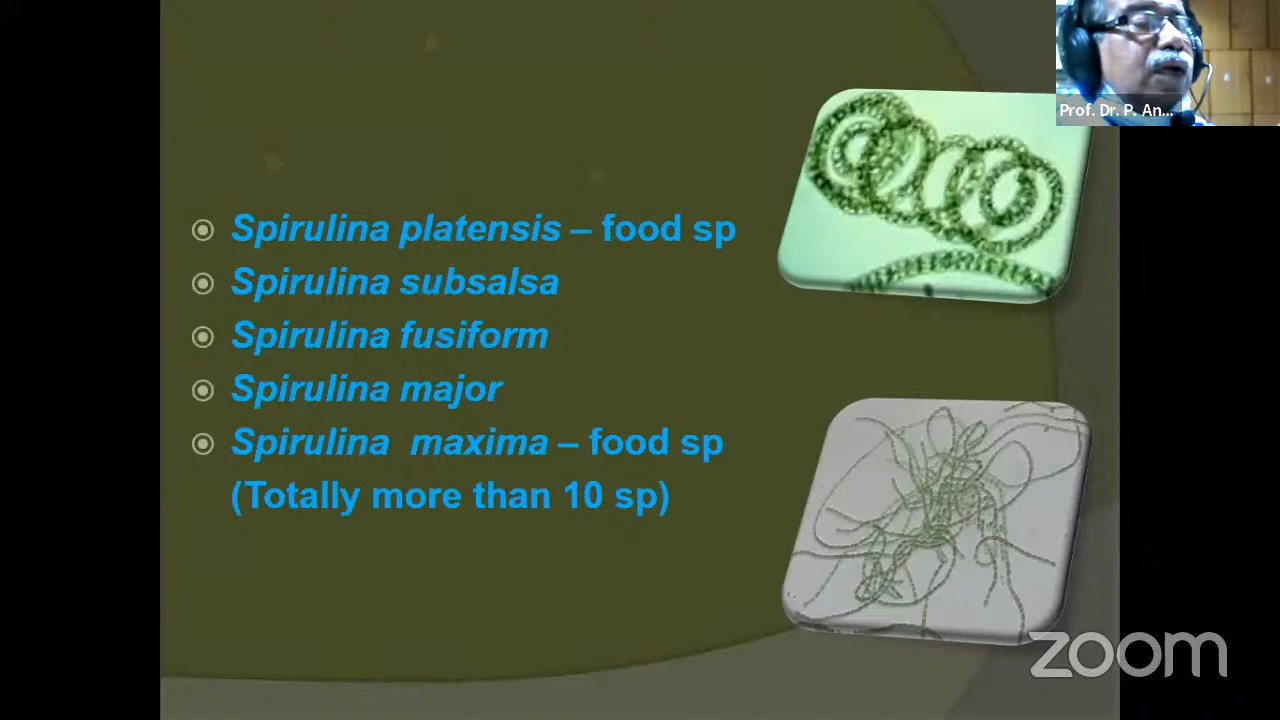 Prof. Dr. P. An...
Spirulina platensis – food sp
Spirulina subsalsa
Spirulina fusiform
Spirulina major
Spirulina maxima – food sp
(Totally more than 10 sp)
zoom